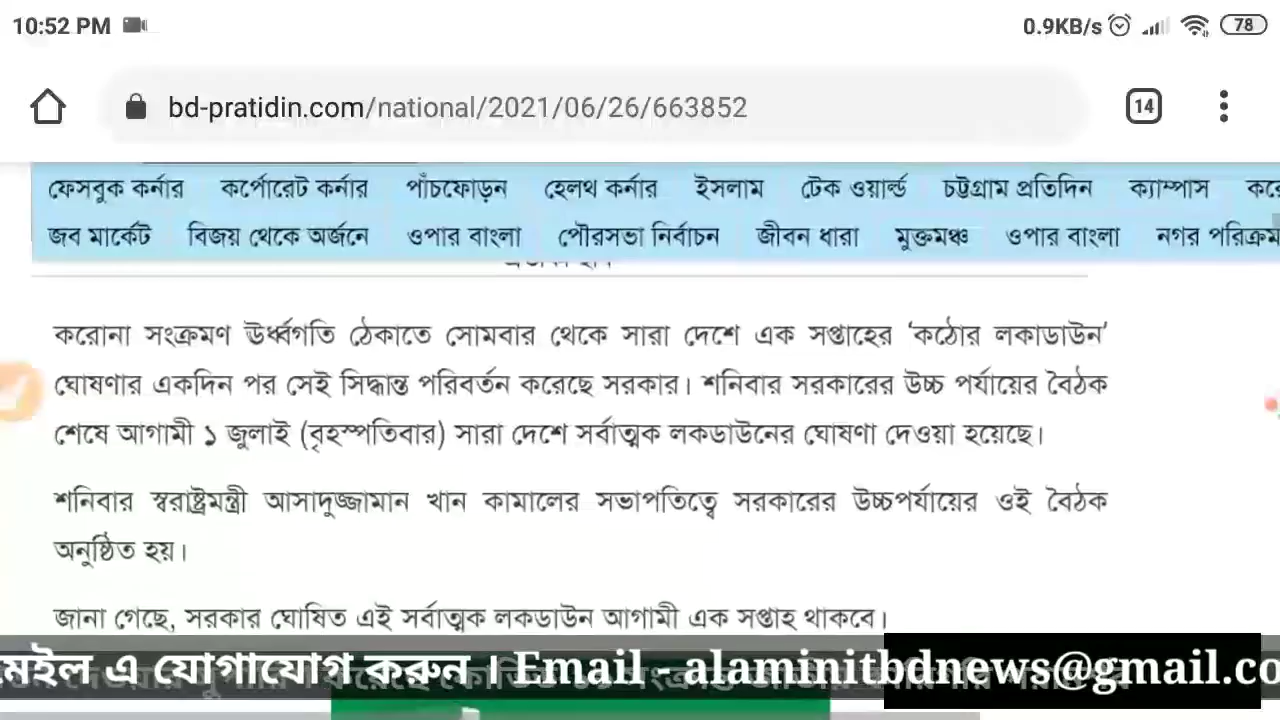 10:52 PM 0.9KB/s 78
bd-pratidin.com/national/2021/06/26/663852 14
ফেসবুক কর্নার কর্পোরেট কর্নার পাঁচফোড়ন হেলথ কর্নার ইসলাম টেক ওয়ার্ল্ড চট্টগ্রাম প্রতিদিন ক্যাম্পাস
জব মার্কেট বিজয় থেকে অর্জনে ওপার বাংলা পৌরসভা নির্বাচন জীবন ধারা মুক্তমঞ্চ ওপার বাংলা নগর পরিক্রম
করোনা সংক্রমণ ঊর্ধ্বগতি ঠেকাতে সোমবার থেকে সারা দেশে এক সপ্তাহের ‘কঠোর লকাডাউন’
ঘোষণার একদিন পর সেই সিদ্ধান্ত পরিবর্তন করেছে সরকার। শনিবার সরকারের উচ্চ পর্যায়ের বৈঠক
শেষে আগামী ১ জুলাই (বৃহস্পতিবার) সারা দেশে সর্বাত্মক লকডাউনের ঘোষণা দেওয়া হয়েছে।
শনিবার স্বরাষ্ট্রমন্ত্রী আসাদুজ্জামান খান কামালের সভাপতিত্বে সরকারের উচ্চপর্যায়ের ওই বৈঠক
অনুষ্ঠিত হয়।
জানা গেছে, সরকার ঘোষিত এই সর্বাত্মক লকডাউন আগামী এক সপ্তাহ থাকবে।
মেইল এ যোগাযোগ করুন । Email - alaminitbdnews@gmail.co